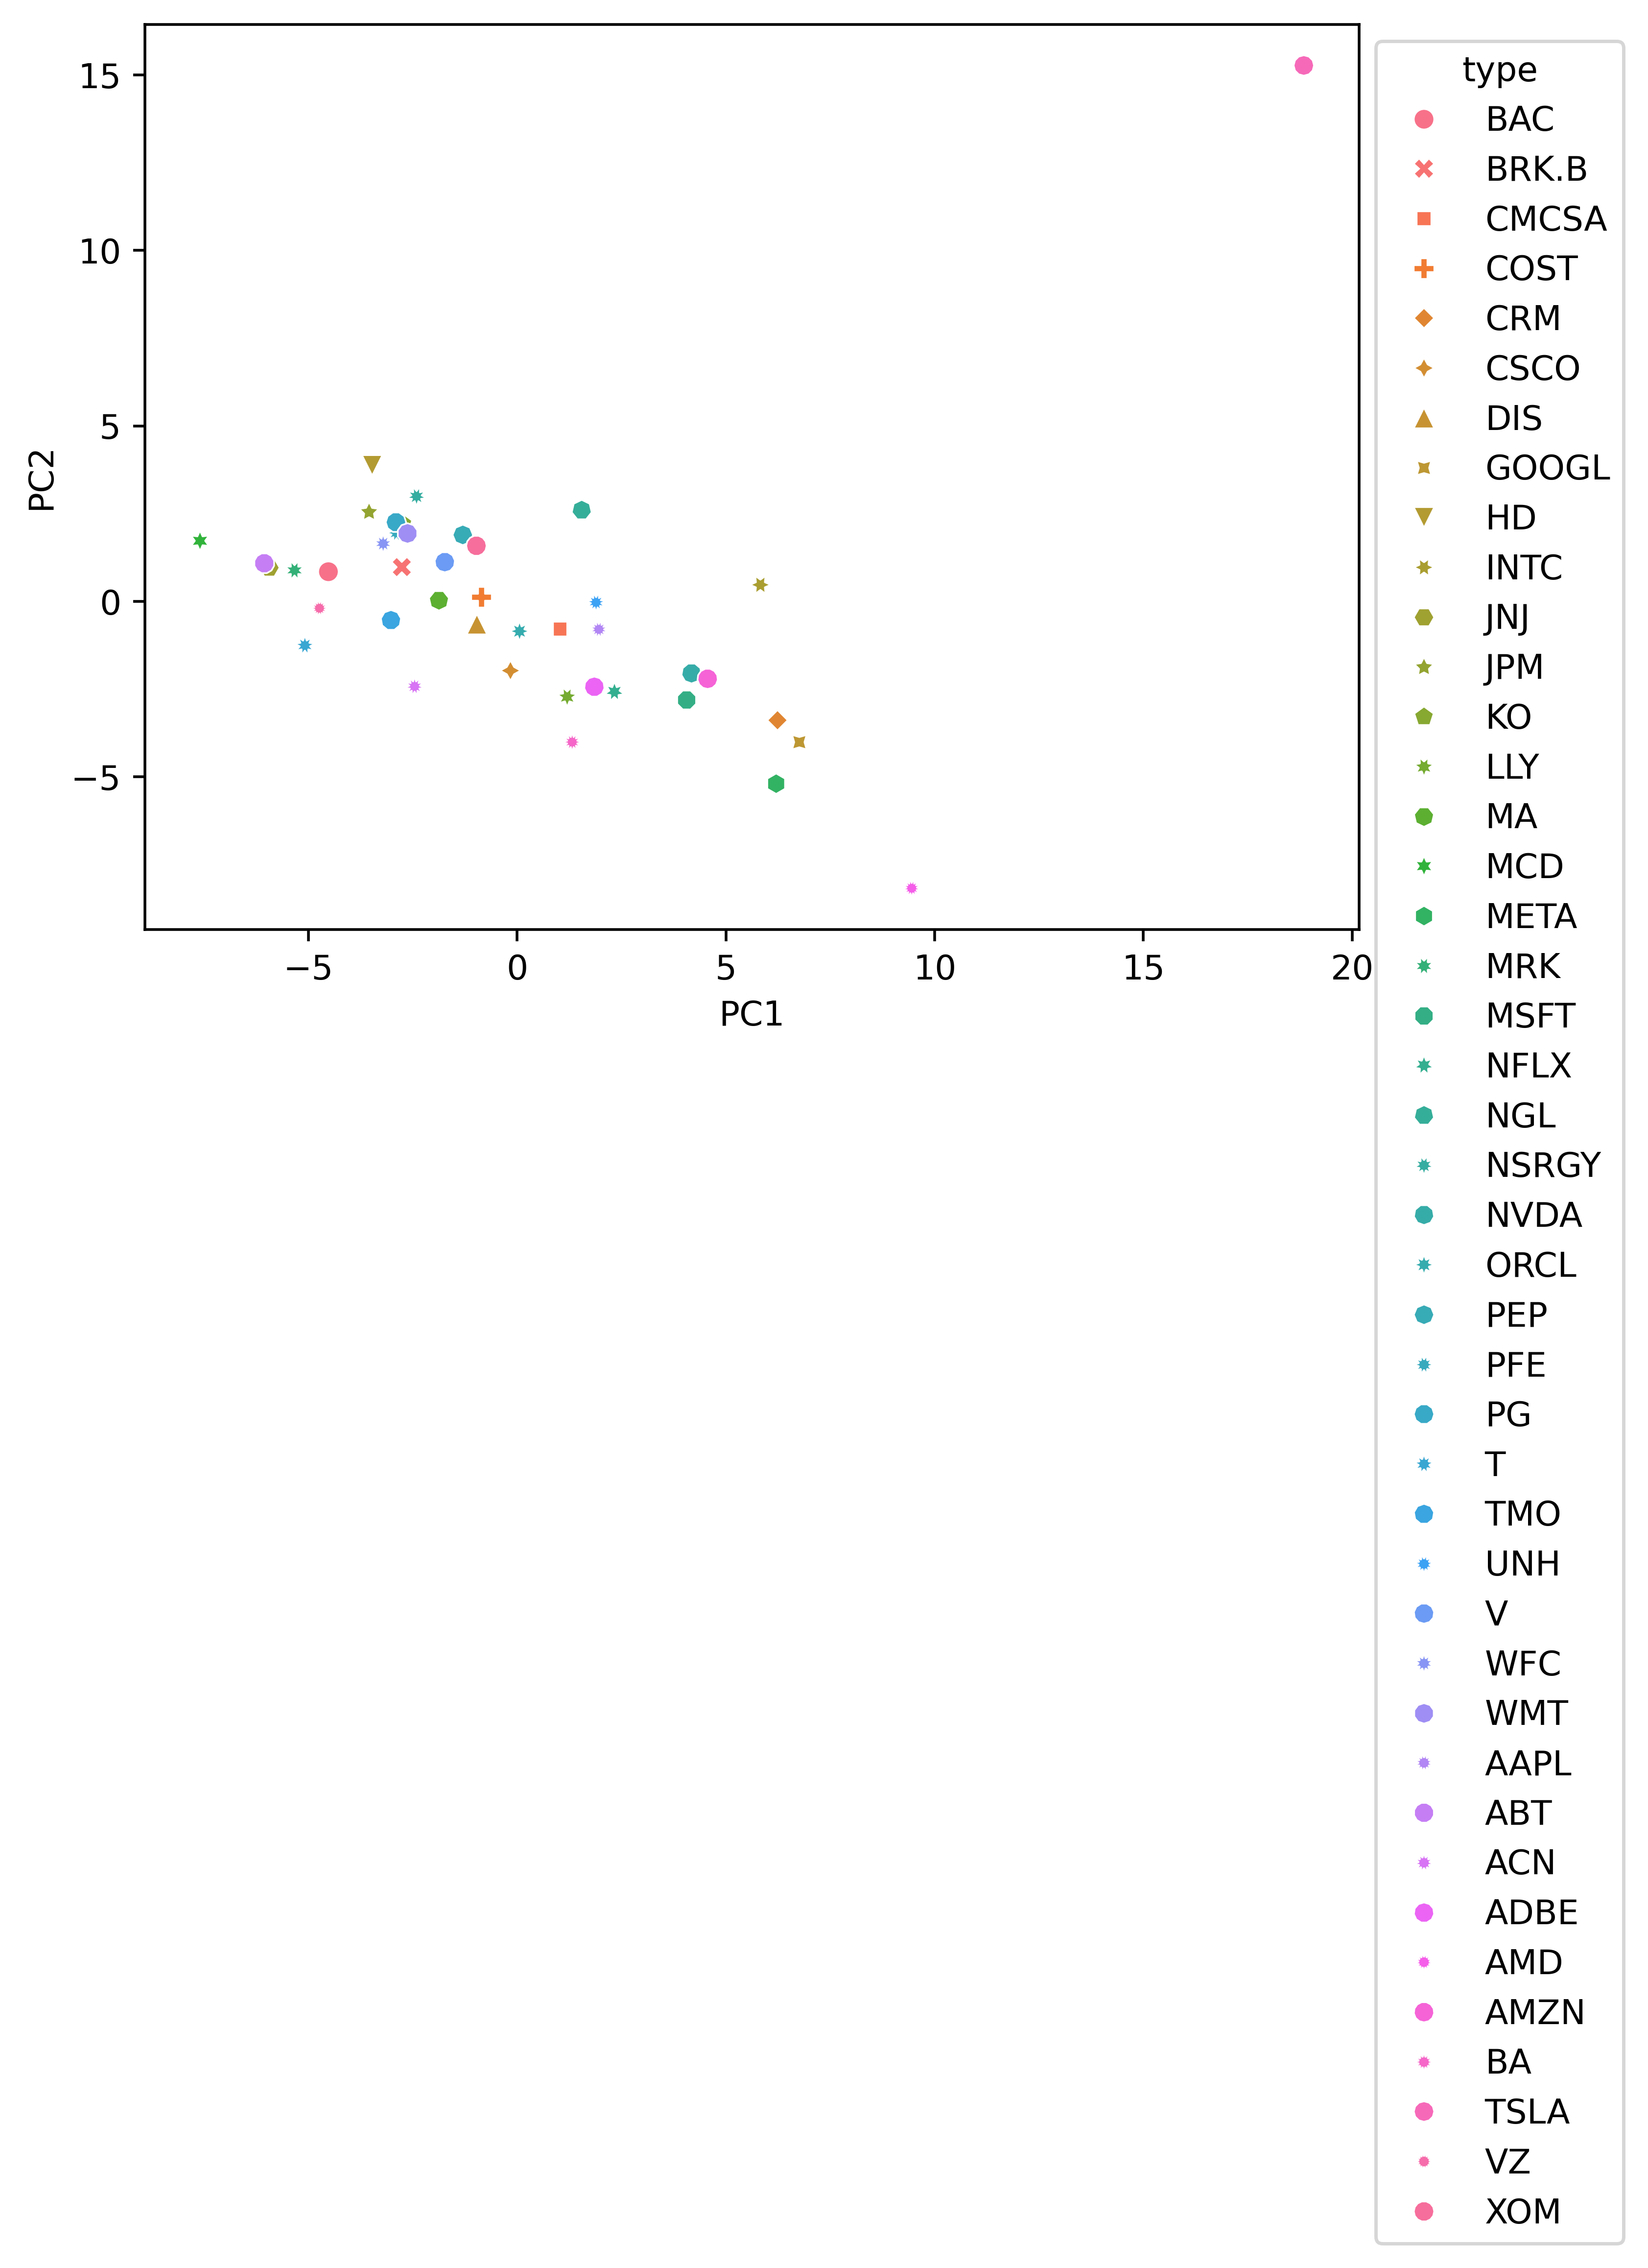 15
10
5
0
−5
PC2
−5
0
5
10
15
20
PC1
type
BAC
BRK.B
CMCSA
COST
CRM
CSCO
DIS
GOOGL
HD
INTC
JNJ
JPM
KO
LLY
MA
MCD
META
MRK
MSFT
NFLX
NGL
NSRGY
NVDA
ORCL
PEP
PFE
PG
T
TMO
UNH
V
WFC
WMT
AAPL
ABT
ACN
ADBE
AMD
AMZN
BA
TSLA
VZ
XOM